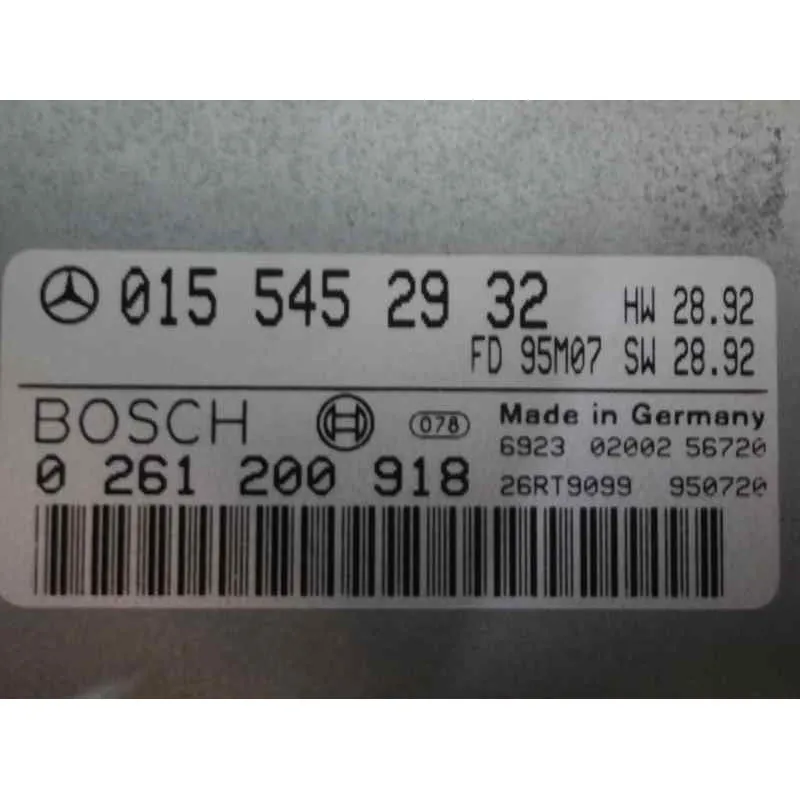 015 545 29 32 HW 28.92
FD 95M07 SW 28.92
BOSCH 078 Made in Germany
6923 02002 56720
0 261 200 918 26RT9099 950720